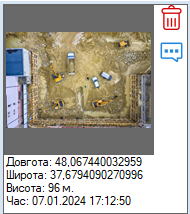 Довгота: 48,067440032959
Широта: 37,6794090270996
Висота: 96 м.
Час: 07.01.2024 17:12:50